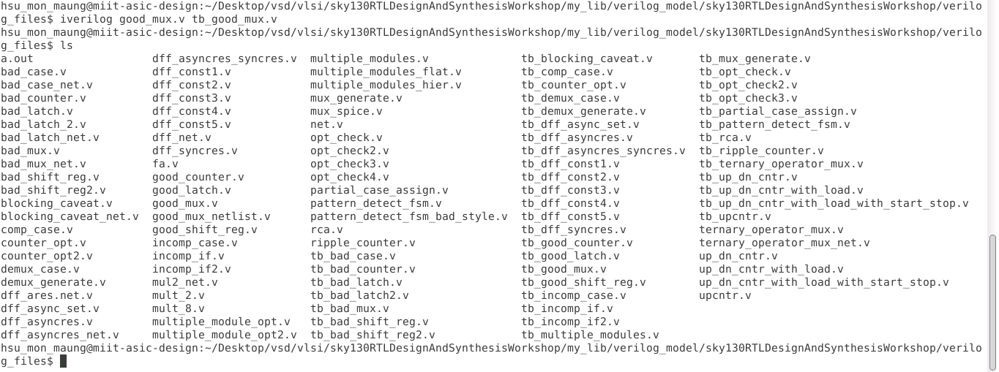 hsu_mon_maung@miit-asic-design:~/Desktop/vsd/vlsi/sky130RTLDesignAndSynthesisWorkshop/my_lib/verilog_model/sky130RTLDesignAndSynthesisWorkshop/verilo
g_files$ iverilog good_mux.v tb_good_mux.v
hsu_mon_maung@miit-asic-design:~/Desktop/vsd/vlsi/sky130RTLDesignAndSynthesisWorkshop/my_lib/verilog_model/sky130RTLDesignAndSynthesisWorkshop/verilo
g_files$ ls
a.out dff_asyncres_syncres.v multiple_modules.v tb_blocking_caveat.v tb_mux_generate.v
bad_case.v dff_const1.v multiple_modules_flat.v tb_comp_case.v tb_opt_check.v
bad_case_net.v dff_const2.v multiple_modules_hier.v tb_counter_opt.v tb_opt_check2.v
bad_counter.v dff_const3.v mux_generate.v tb_demux_case.v tb_opt_check3.v
bad_latch.v dff_const4.v mux_spice.v tb_demux_generate.v tb_partial_case_assign.v
bad_latch_2.v dff_const5.v net.v tb_dff_async_set.v tb_pattern_detect_fsm.v
bad_latch_net.v dff_net.v opt_check.v tb_dff_asyncres.v tb_rca.v
bad_mux.v dff_syncres.v opt_check2.v tb_dff_asyncres_syncres.v tb_ripple_counter.v
bad_mux_net.v fa.v opt_check3.v tb_dff_const1.v tb_ternary_operator_mux.v
bad_shift_reg.v good_counter.v opt_check4.v tb_dff_const2.v tb_up_dn_cntr.v
bad_shift_reg2.v good_latch.v partial_case_assign.v tb_dff_const3.v tb_up_dn_cntr_with_load.v
blocking_caveat.v good_mux.v pattern_detect_fsm.v tb_dff_const4.v tb_up_dn_cntr_with_load_with_start_stop.v
blocking_caveat_net.v good_mux_netlist.v pattern_detect_fsm_bad_style.v tb_dff_const5.v tb_upcntr.v
comp_case.v good_shift_reg.v rca.v tb_dff_syncres.v ternary_operator_mux.v
counter_opt.v incomp_case.v ripple_counter.v tb_good_counter.v ternary_operator_mux_net.v
counter_opt2.v incomp_if.v tb_bad_case.v tb_good_latch.v up_dn_cntr.v
demux_case.v incomp_if2.v tb_bad_counter.v tb_good_mux.v up_dn_cntr_with_load.v
demux_generate.v mul2_net.v tb_bad_latch.v tb_good_shift_reg.v up_dn_cntr_with_load_with_start_stop.v
dff_ares.net.v mult_2.v tb_bad_latch2.v tb_incomp_case.v upcntr.v
dff_async_set.v mult_8.v tb_bad_mux.v tb_incomp_if.v
dff_asyncres.v multiple_module_opt.v tb_bad_shift_reg.v tb_incomp_if2.v
dff_asyncres_net.v multiple_module_opt2.v tb_bad_shift_reg2.v tb_multiple_modules.v
hsu_mon_maung@miit-asic-design:~/Desktop/vsd/vlsi/sky130RTLDesignAndSynthesisWorkshop/my_lib/verilog_model/sky130RTLDesignAndSynthesisWorkshop/verilo
g_files$